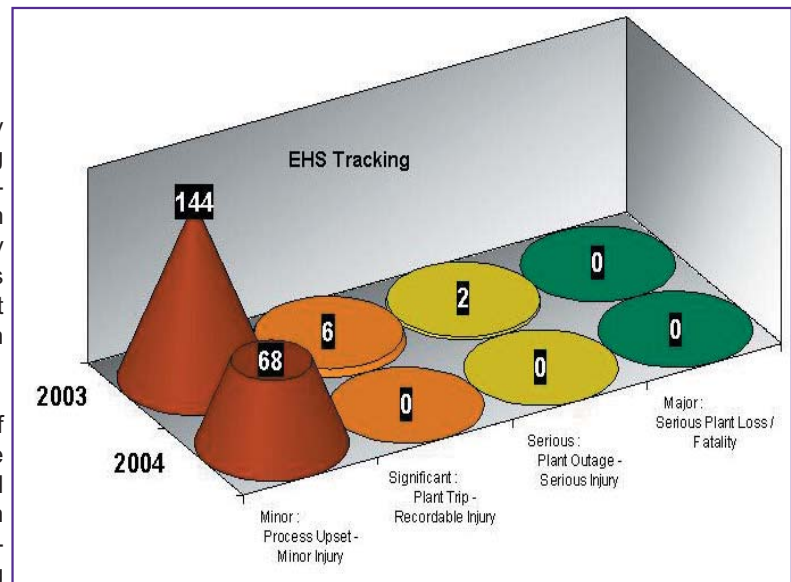 EHS Tracking
144
0
2
6
0
68
0
0
2003
2004
Major :
Serious Plant Loss /
Fatality
Serious :
Plant Outage -
Serious Injury
Significant :
Plant Trip -
Recordable Injury
Minor :
Process Upset -
Minor Injury